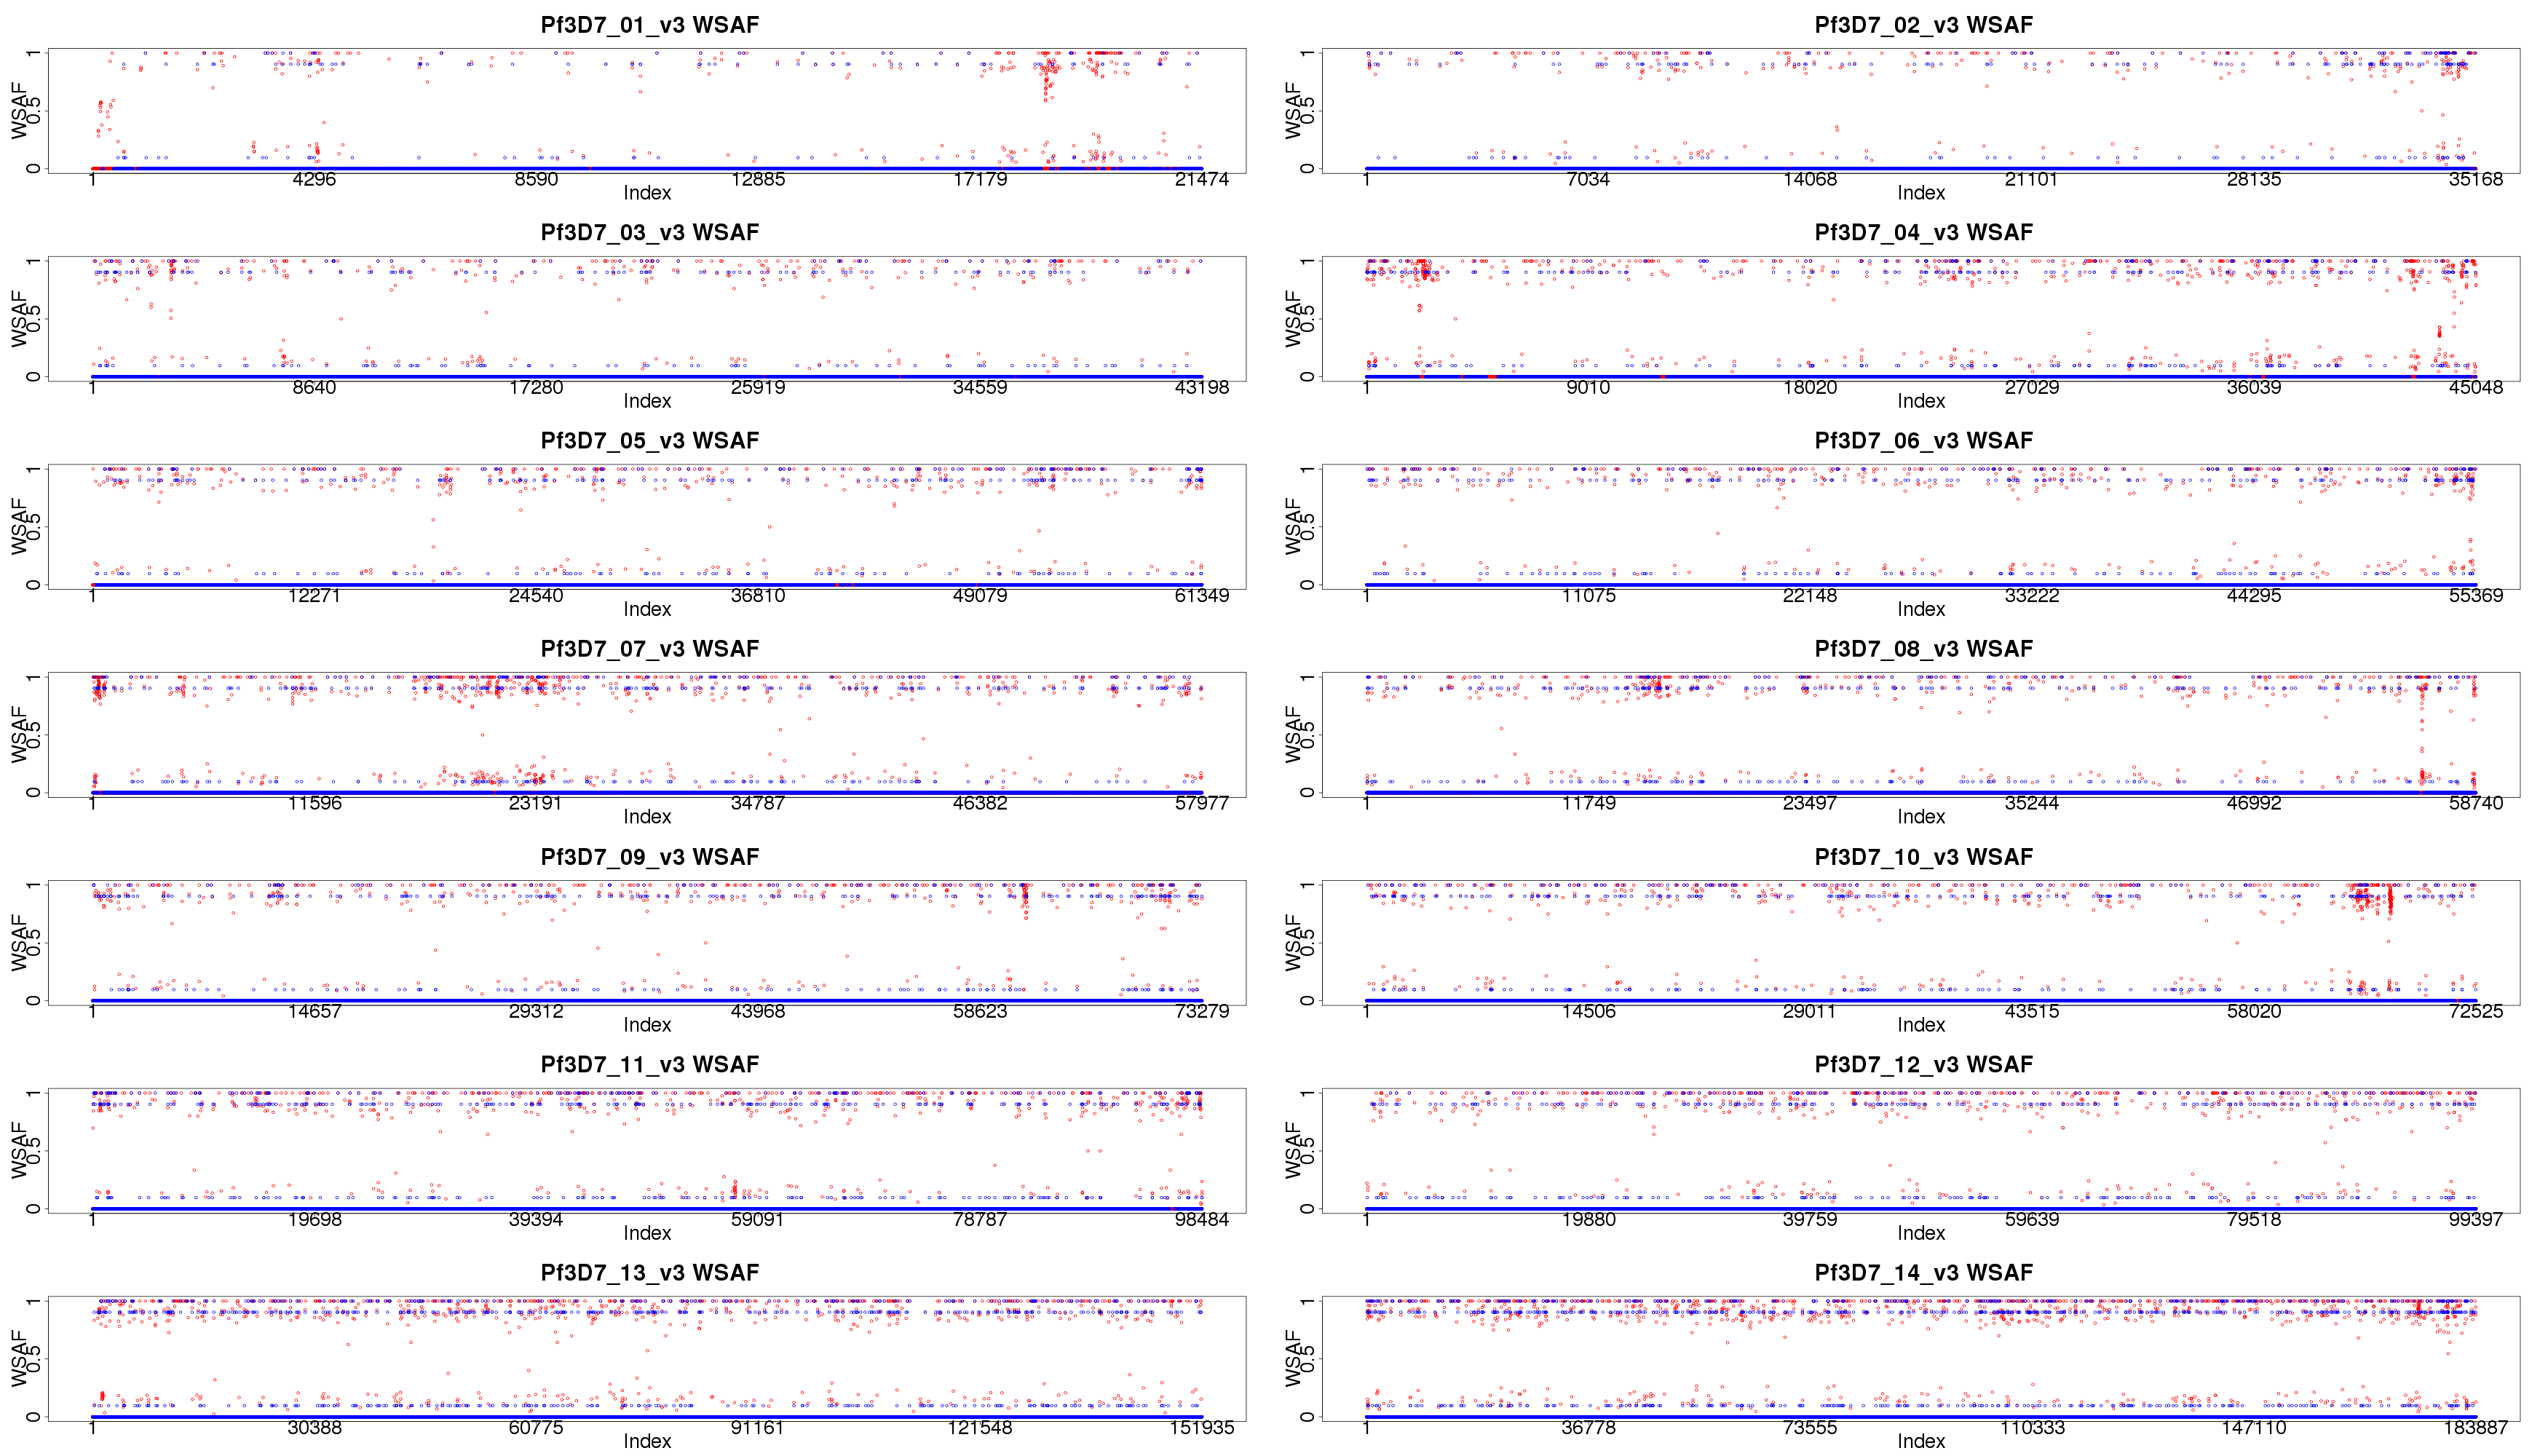 Pf3D7_01_v3 WSAF
WSAF
0 0.5 1
1 4296 8590 12885 17179 21474
Index
Pf3D7_02_v3 WSAF
WSAF
0 0.5 1
1 7034 14068 21101 28135 35168
Index
Pf3D7_03_v3 WSAF
WSAF
0 0.5 1
1 8640 17280 25919 34559 43198
Index
Pf3D7_04_v3 WSAF
WSAF
0 0.5 1
1 9010 18020 27029 36039 45048
Index
Pf3D7_05_v3 WSAF
WSAF
0 0.5 1
1 12271 24540 36810 49079 61349
Index
Pf3D7_06_v3 WSAF
WSAF
0 0.5 1
1 11075 22148 33222 44295 55369
Index
Pf3D7_07_v3 WSAF
WSAF
0 0.5 1
1 11596 23191 34787 46382 57977
Index
Pf3D7_08_v3 WSAF
WSAF
0 0.5 1
1 11749 23497 35244 46992 58740
Index
Pf3D7_09_v3 WSAF
WSAF
0 0.5 1
1 14657 29312 43968 58623 73279
Index
Pf3D7_10_v3 WSAF
WSAF
0 0.5 1
1 14506 29011 43515 58020 72525
Index
Pf3D7_11_v3 WSAF
WSAF
0 0.5 1
1 19698 39394 59091 78787 98484
Index
Pf3D7_12_v3 WSAF
WSAF
0 0.5 1
1 19880 39759 59639 79518 99397
Index
Pf3D7_13_v3 WSAF
WSAF
0 0.5 1
1 30388 60775 91161 121548 151935
Index
Pf3D7_14_v3 WSAF
WSAF
0 0.5 1
1 36778 73555 110333 147110 183887
Index